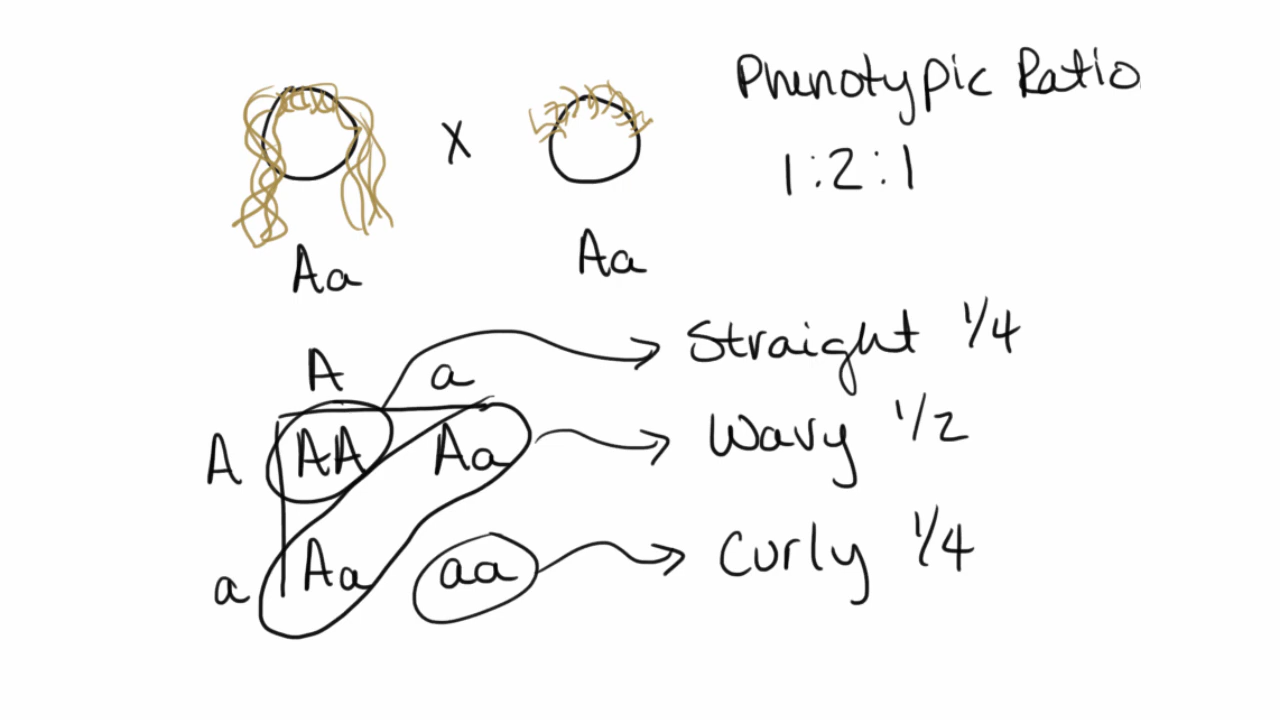 Phenotypic Ratio
1:2:1
X
Aa
Aa
Straight 1/4
A
a
A
AA
Aa
Wavy 1/2
a
Aa
aa
Curly 1/4